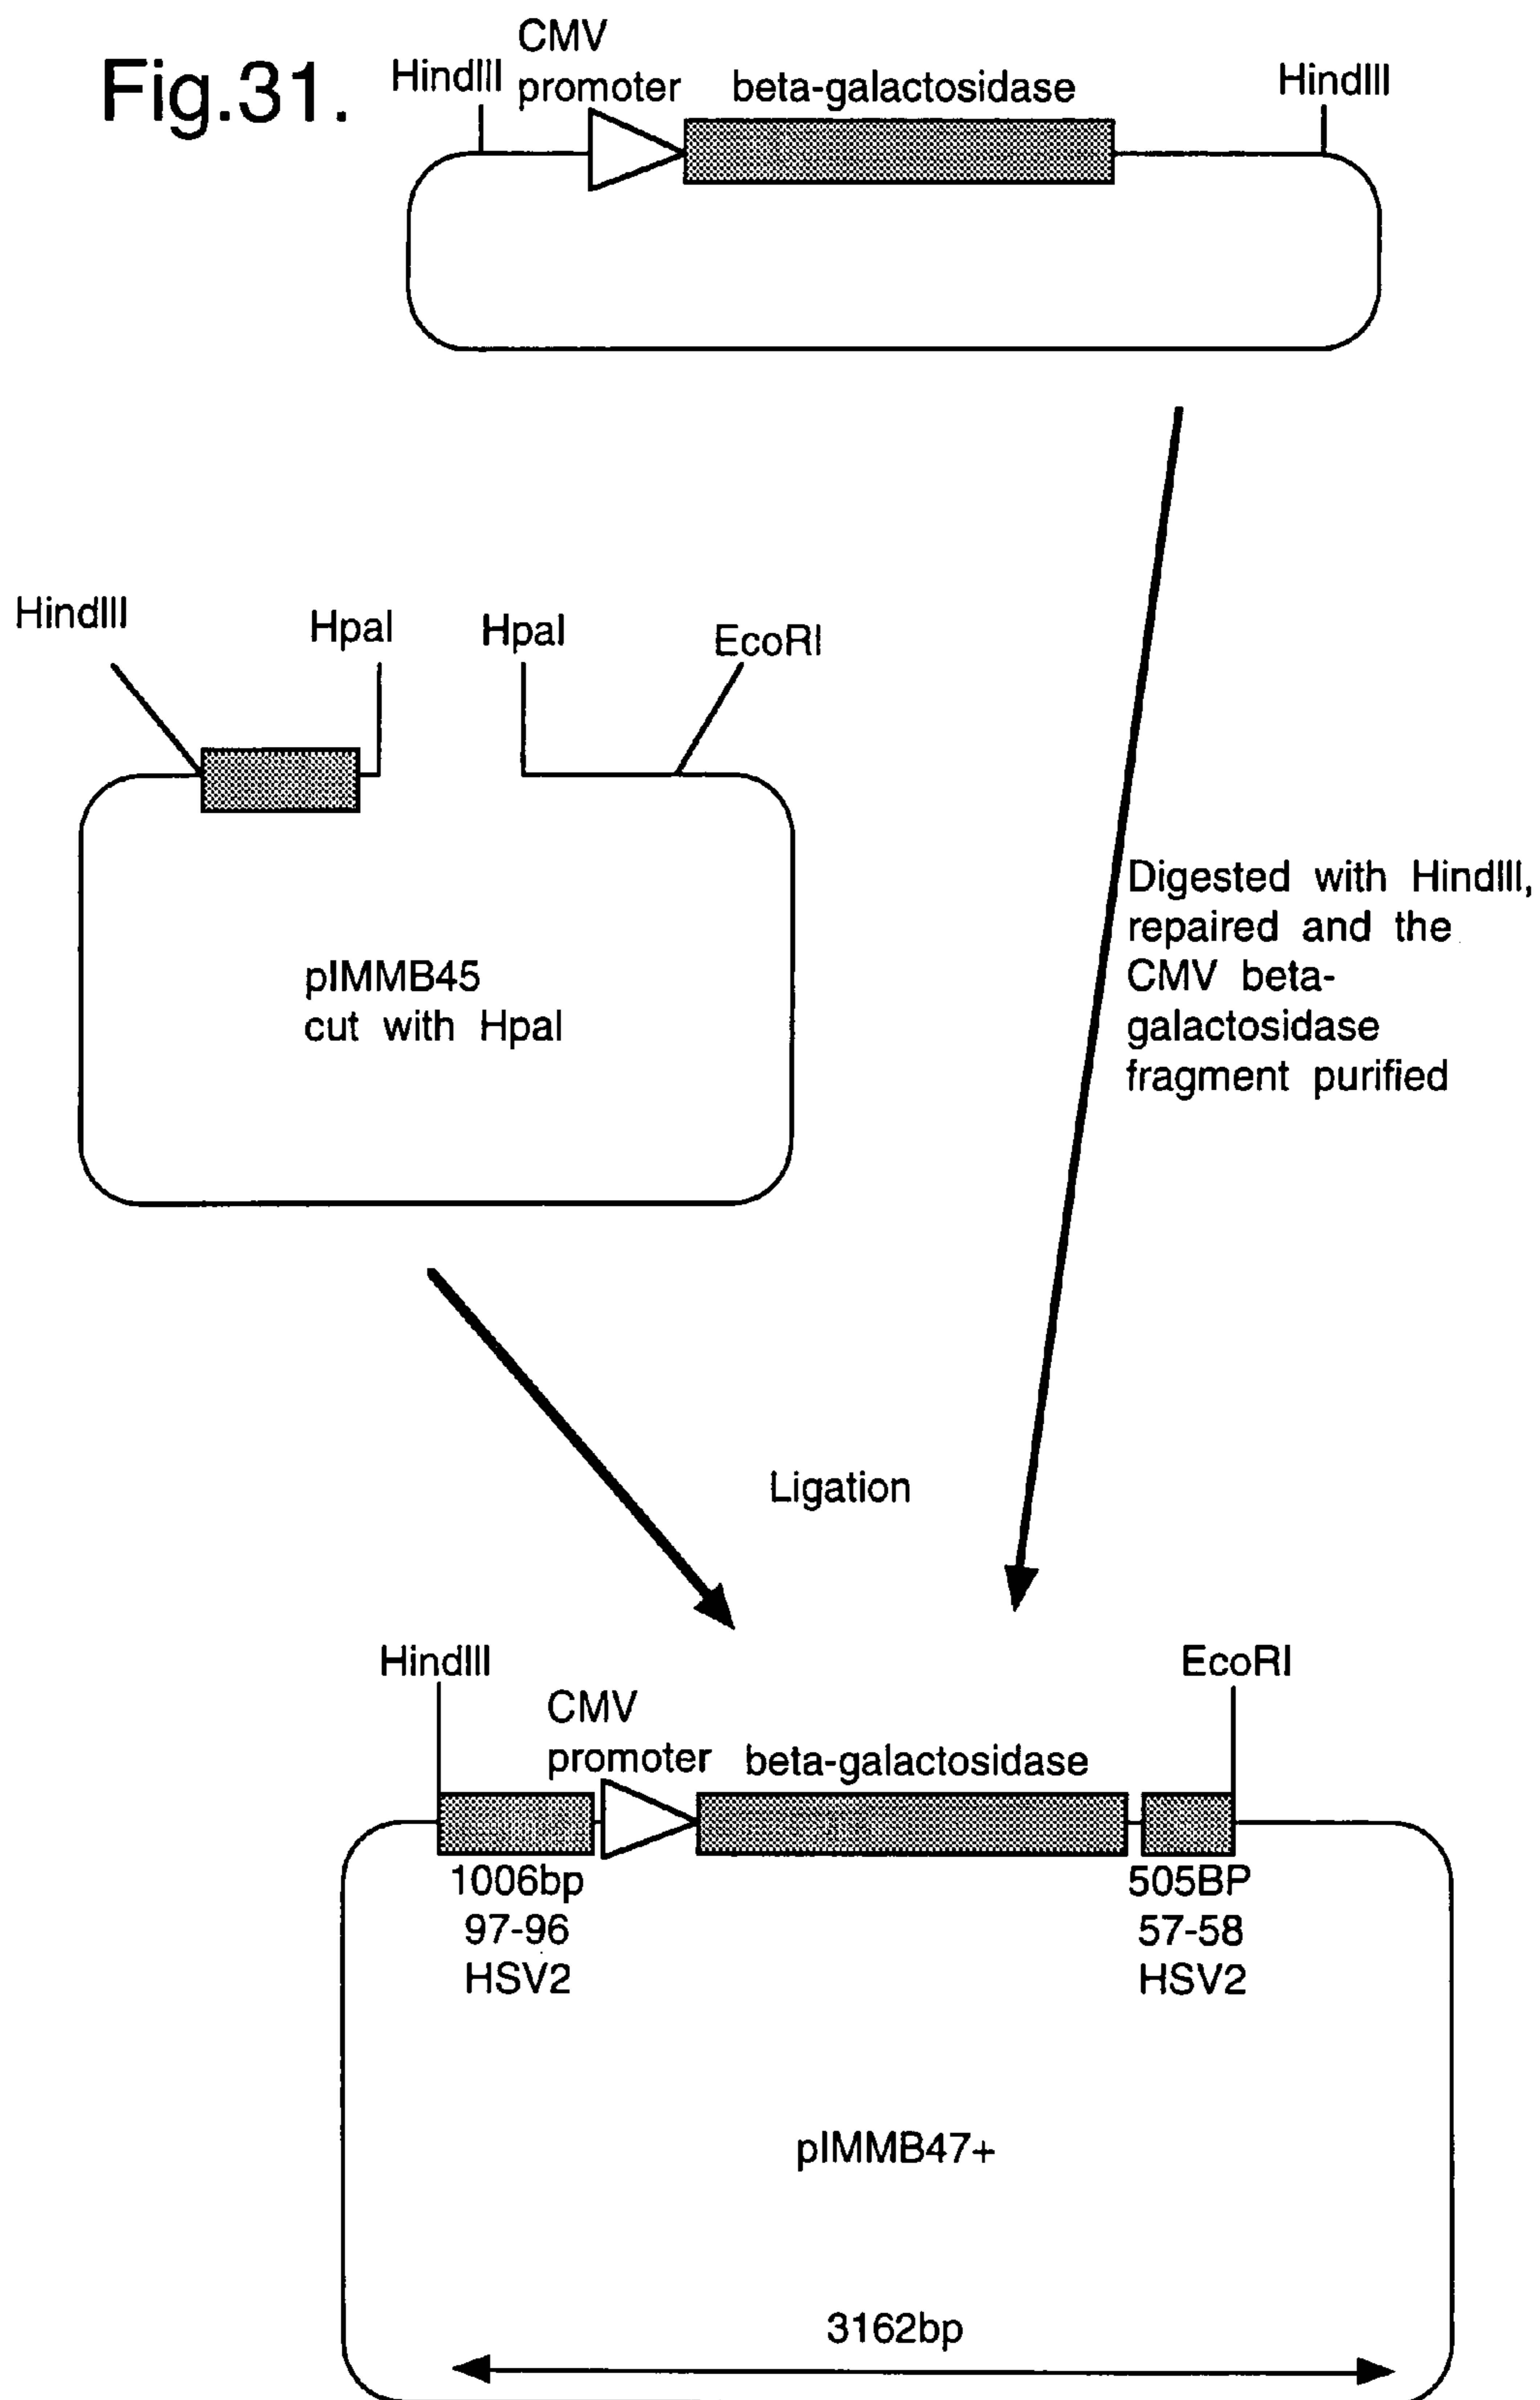 Fig.31.
HindIII
CMV
promoter
beta-galactosidase
HindIII
HindIII
HpaI
HpaI
EcoRI
pIMMB45
cut with HpaI
Digested with HindIII,
repaired and the
CMV beta-
galactosidase
fragment purified
Ligation
HindIII
EcoRI
CMV
promoter
beta-galactosidase
1006bp
97-96
HSV2
505BP
57-58
HSV2
pIMMB47+
3162bp